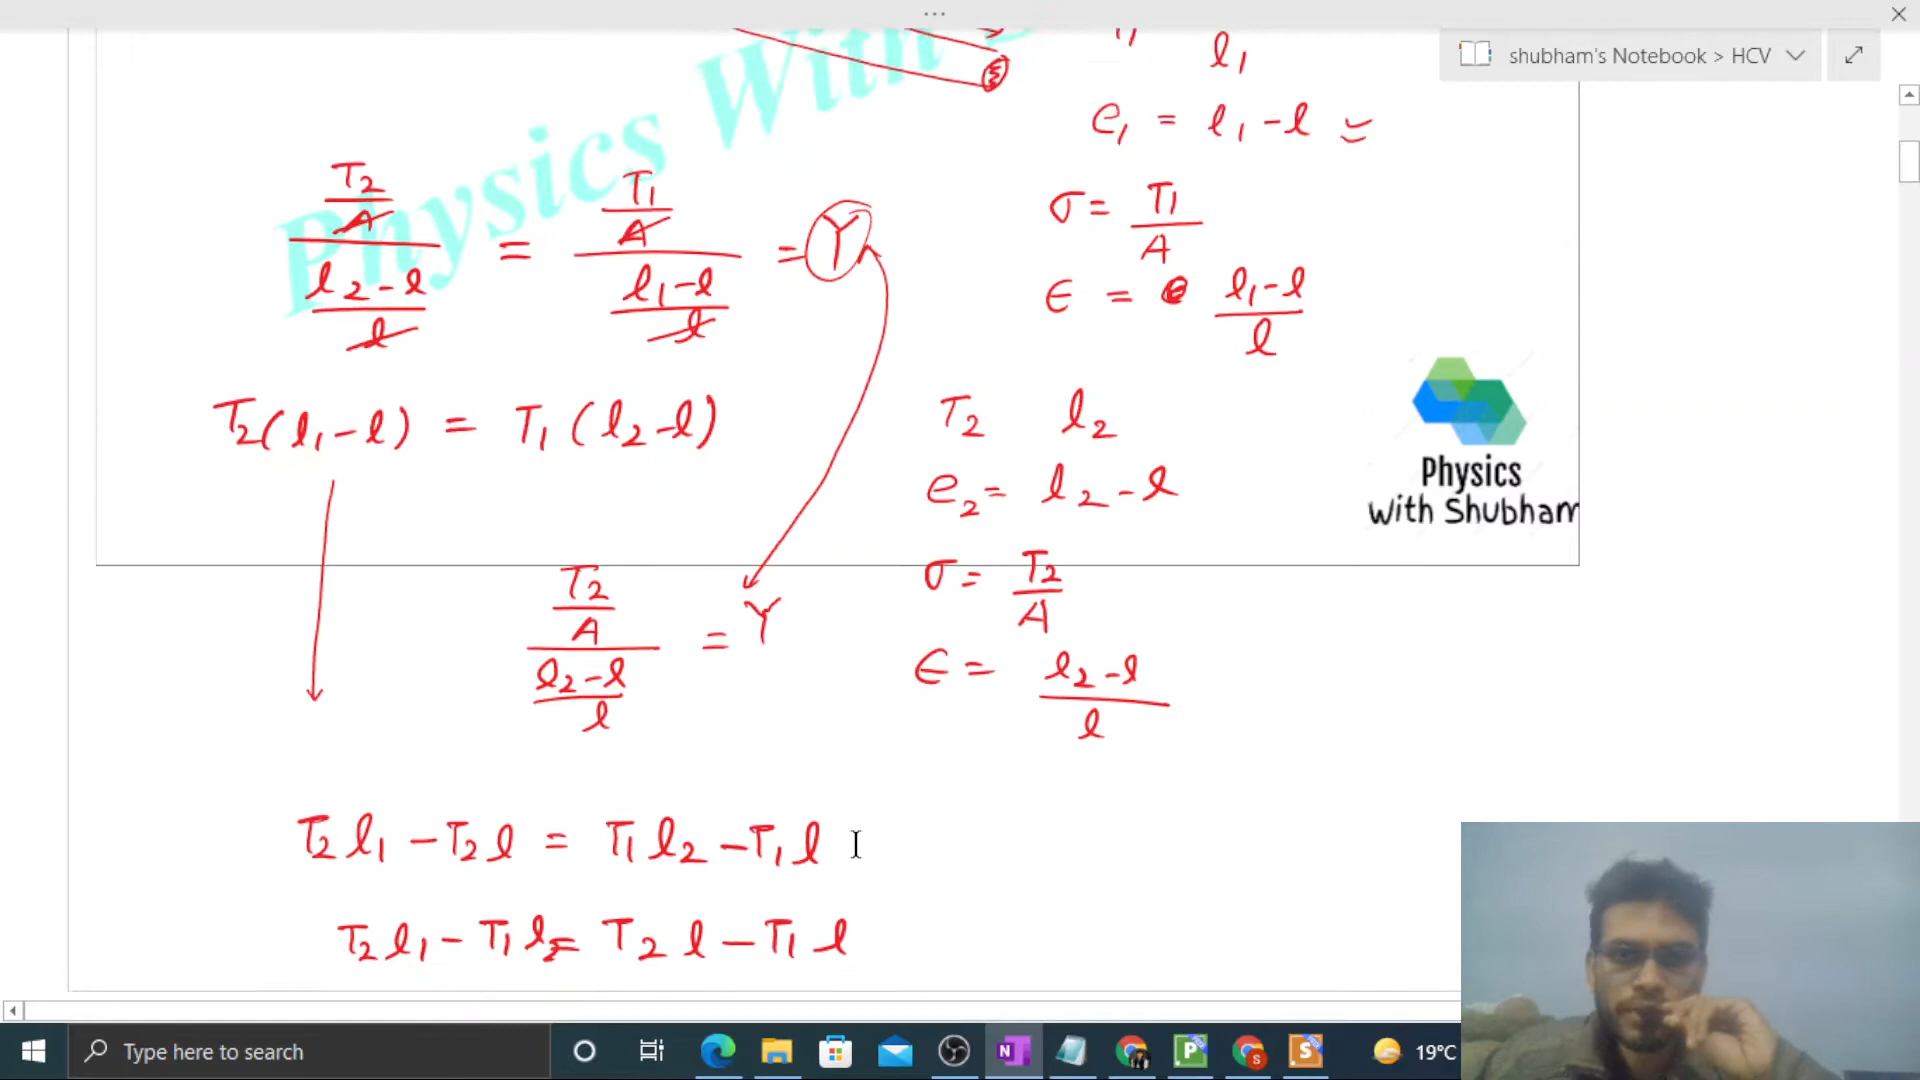 shubham's Notebook > HCV
Physics With
l₁
e₁ = l₁ - l
T₂/A / (l₂ - l)/l = T₁/A / (l₁ - l)/l = Y
σ = T₁/A
ϵ = (l₁ - l)/l
T₂(l₁ - l) = T₁(l₂ - l)
T₂ l₂
e₂ = l₂ - l
Physics
with Shubham
σ = T₂/A
T₂/A / (l₂ - l)/l = Y
ϵ = (l₂ - l)/l
T₂l₁ - T₂l = T₁l₂ - T₁l
T₂l₁ - T₁l₂ = T₂l - T₁l
Type here to search
19°C